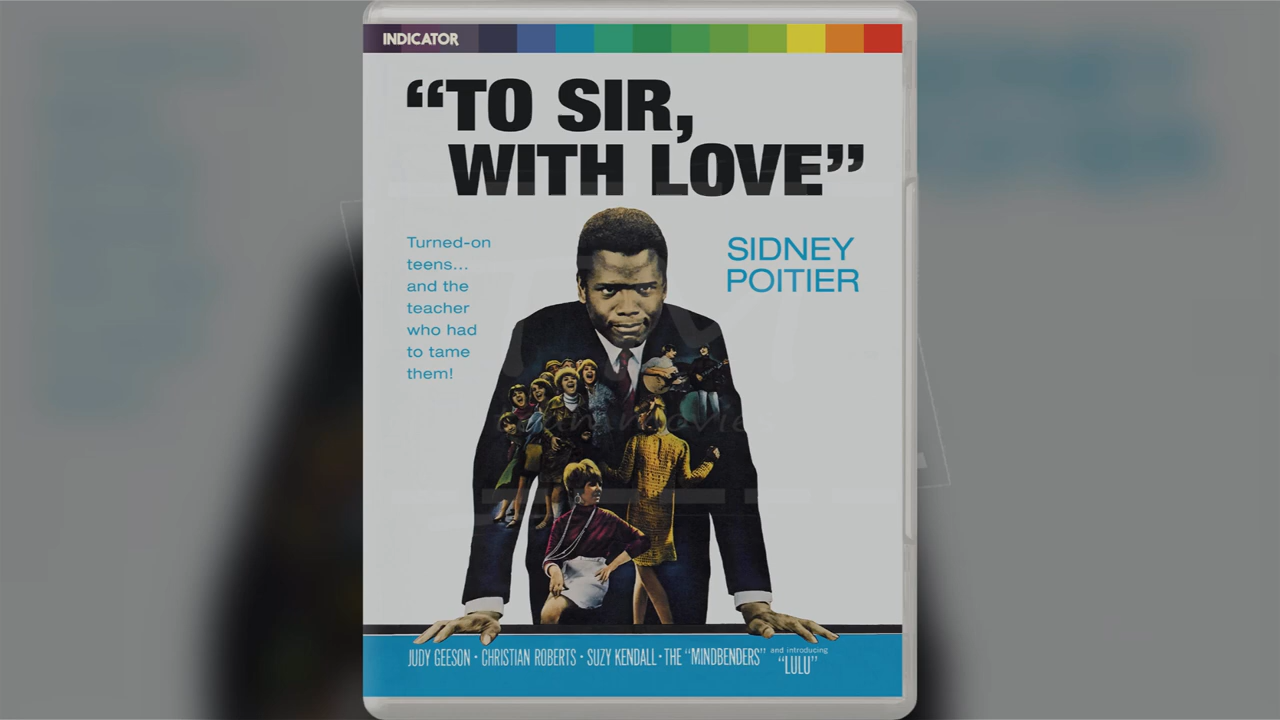 INDICATOR
“TO SIR,
WITH LOVE”
Turned-on
teens...
and the
teacher
who had
to tame
them!
SIDNEY
POITIER
JUDY GEESON • CHRISTIAN ROBERTS • SUZY KENDALL • THE “MINDBENDERS” and introducing
“LULU”